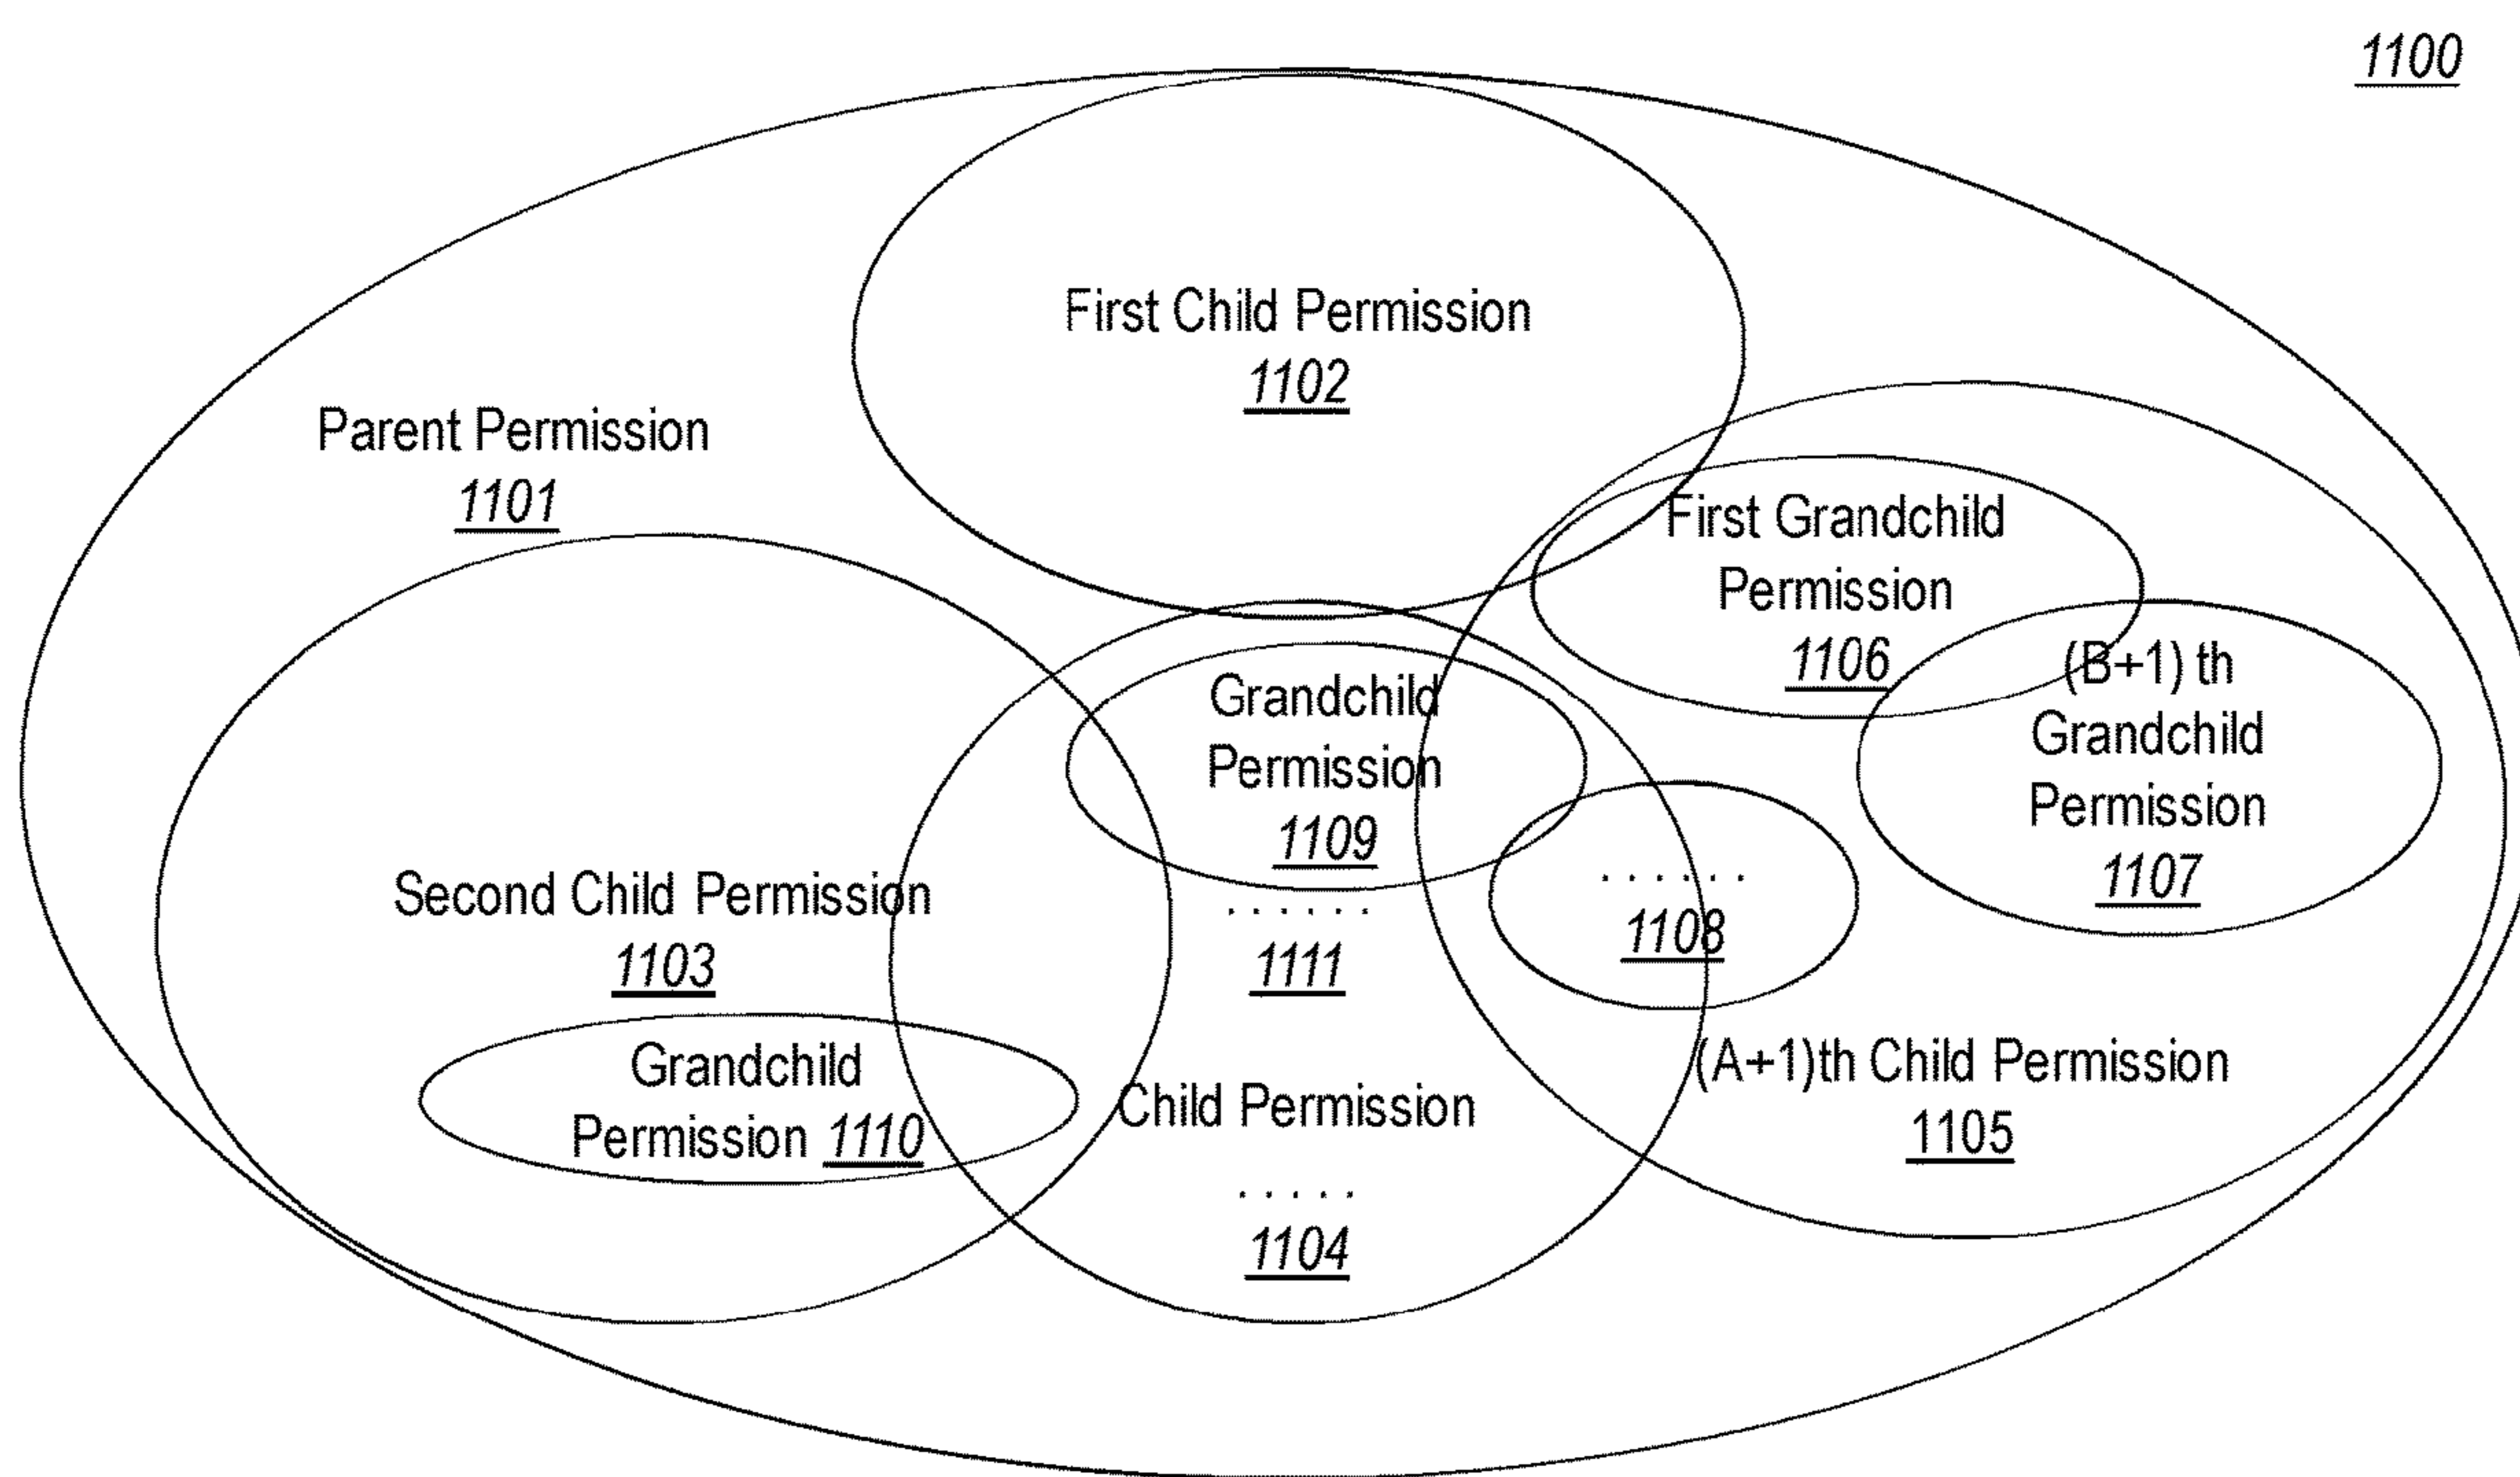 1100
First Child Permission
1102
Parent Permission
1101
First Grandchild
Permission
1106
(B+1) th
Grandchild
Permission
1107
Grandchild
Permission
1109
......
1111
......
1108
Second Child Permission
1103
Grandchild
Permission 1110
Child Permission
.....
1104
(A+1)th Child Permission
1105